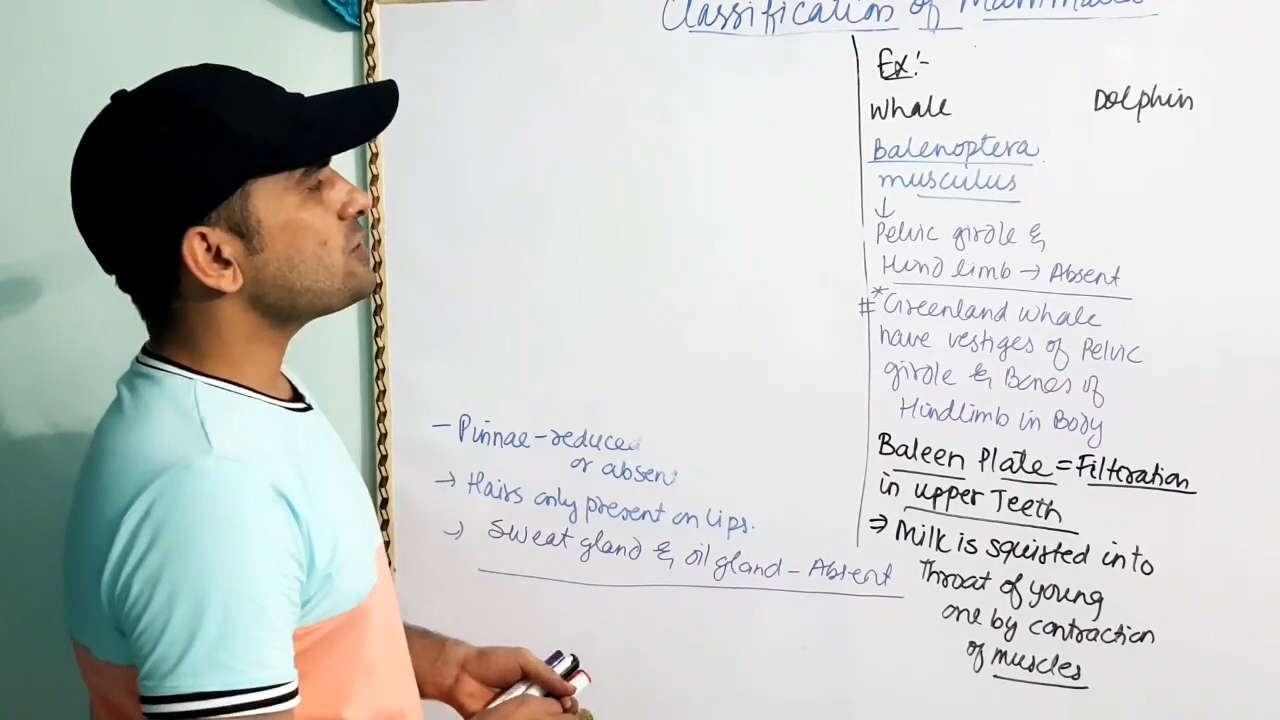 Classification of Mammals
Ex:-
Whale
Dolphin
Balenoptera
musculus
↓
Pelvic girdle &
Hind limb → Absent
#* Greenland whale
have vestiges of Pelvic
girdle & Bones of
Hindlimb in Body
Baleen Plate = Filtration
in upper Teeth
⇒ Milk is squirted into
throat of young
one by contraction
of muscles
- Pinnae - reduced
or absent
→ Hairs only present on lips.
→ Sweat gland & oil gland - Absent